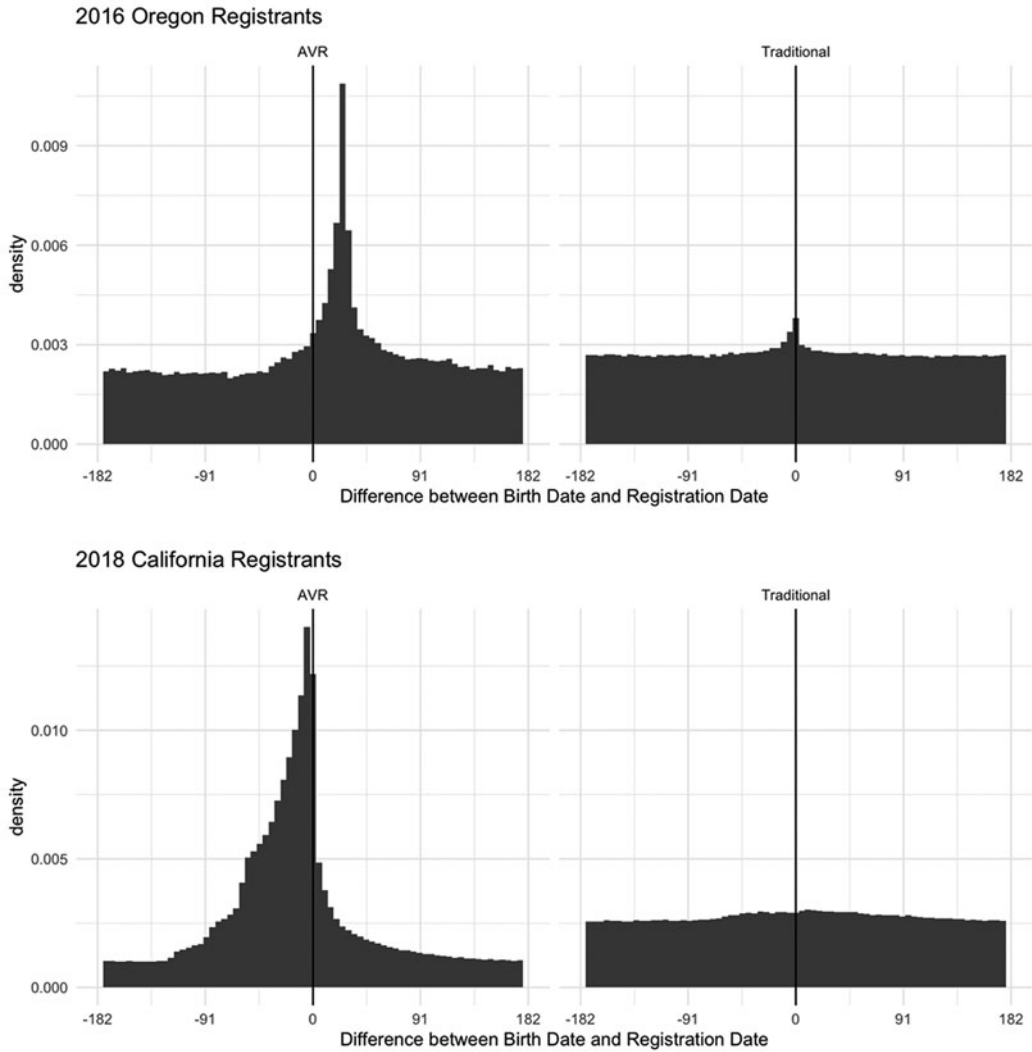 2016 Oregon Registrants
AVR
Traditional
density
0.009
0.006
0.003
0.000
-182 -91 0 91 182 -182 -91 0 91 182
Difference between Birth Date and Registration Date
2018 California Registrants
AVR
Traditional
density
0.010
0.005
0.000
-182 -91 0 91 182 -182 -91 0 91 182
Difference between Birth Date and Registration Date